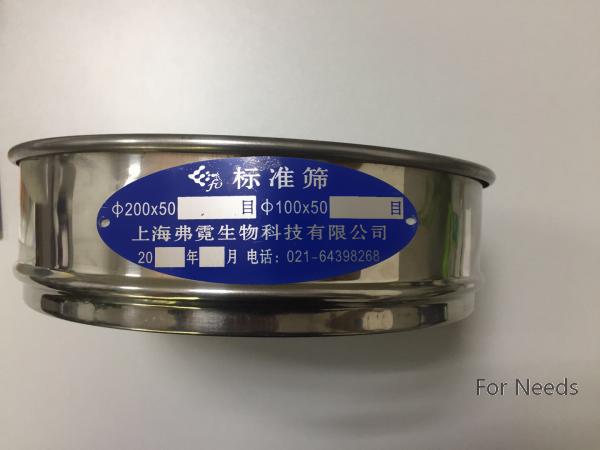 标准筛
Φ200x50 目 Φ100x50 目
上海弗霓生物科技有限公司
20 年 月 电话：021-64398268
For Needs